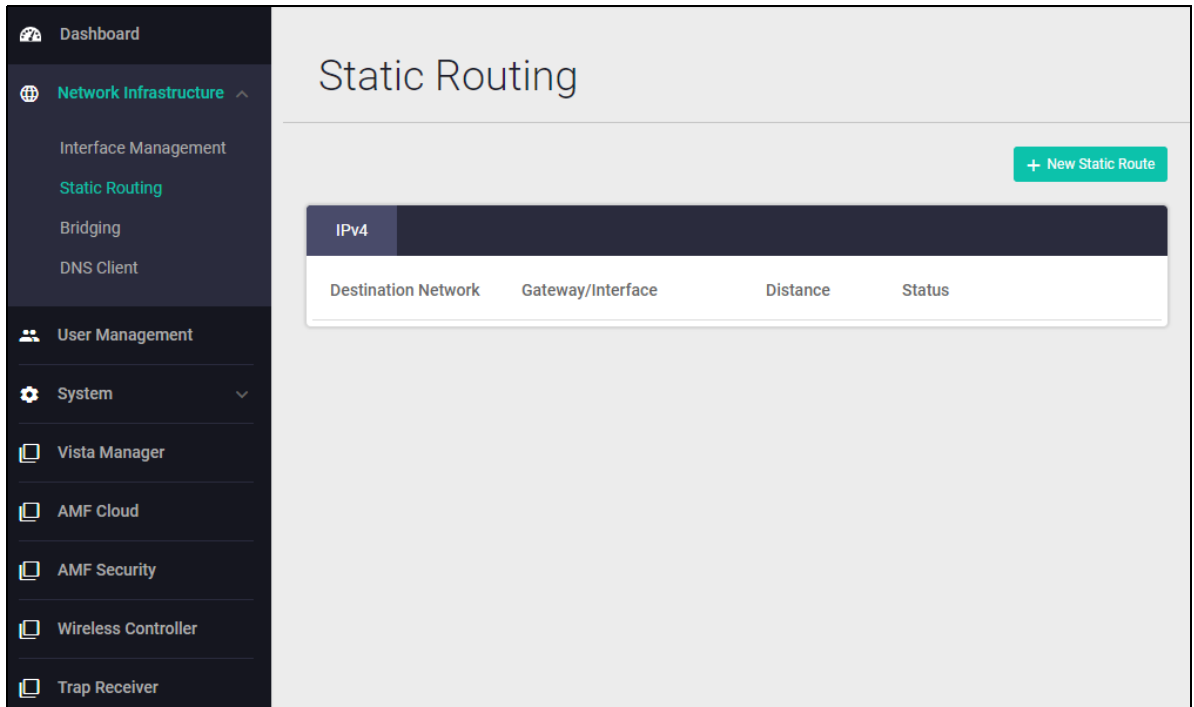 Dashboard
Network Infrastructure
Interface Management
Static Routing
Bridging
DNS Client
User Management
System
Vista Manager
AMF Cloud
AMF Security
Wireless Controller
Trap Receiver
Static Routing
+ New Static Route
IPv4
Destination Network Gateway/Interface Distance Status